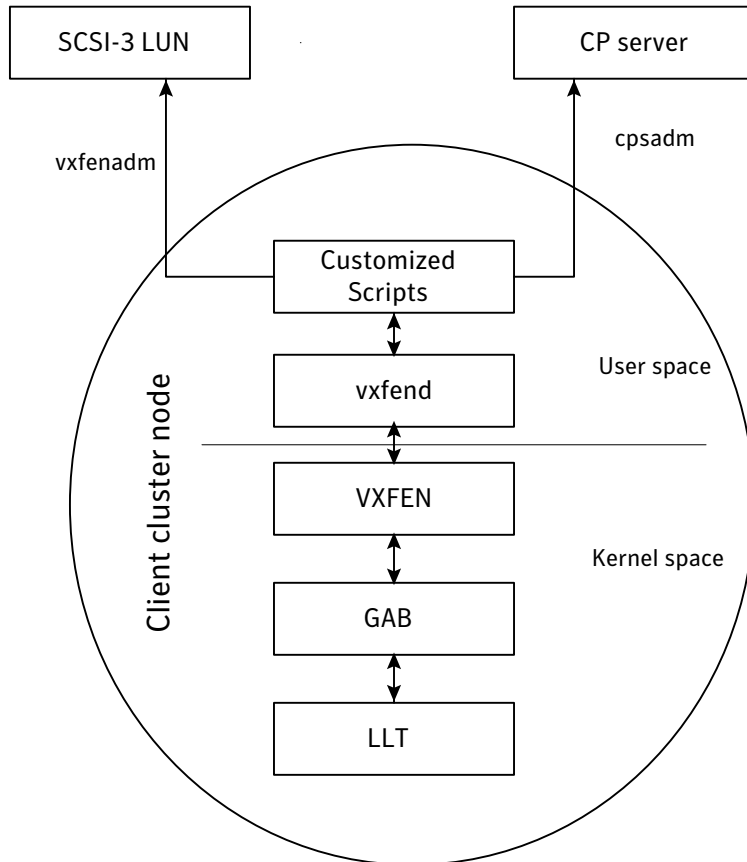 SCSI-3 LUN
CP server
vxfenadm
cpsadm
Customized
Scripts
vxfend
User space
Client cluster node
VXFEN
Kernel space
GAB
LLT